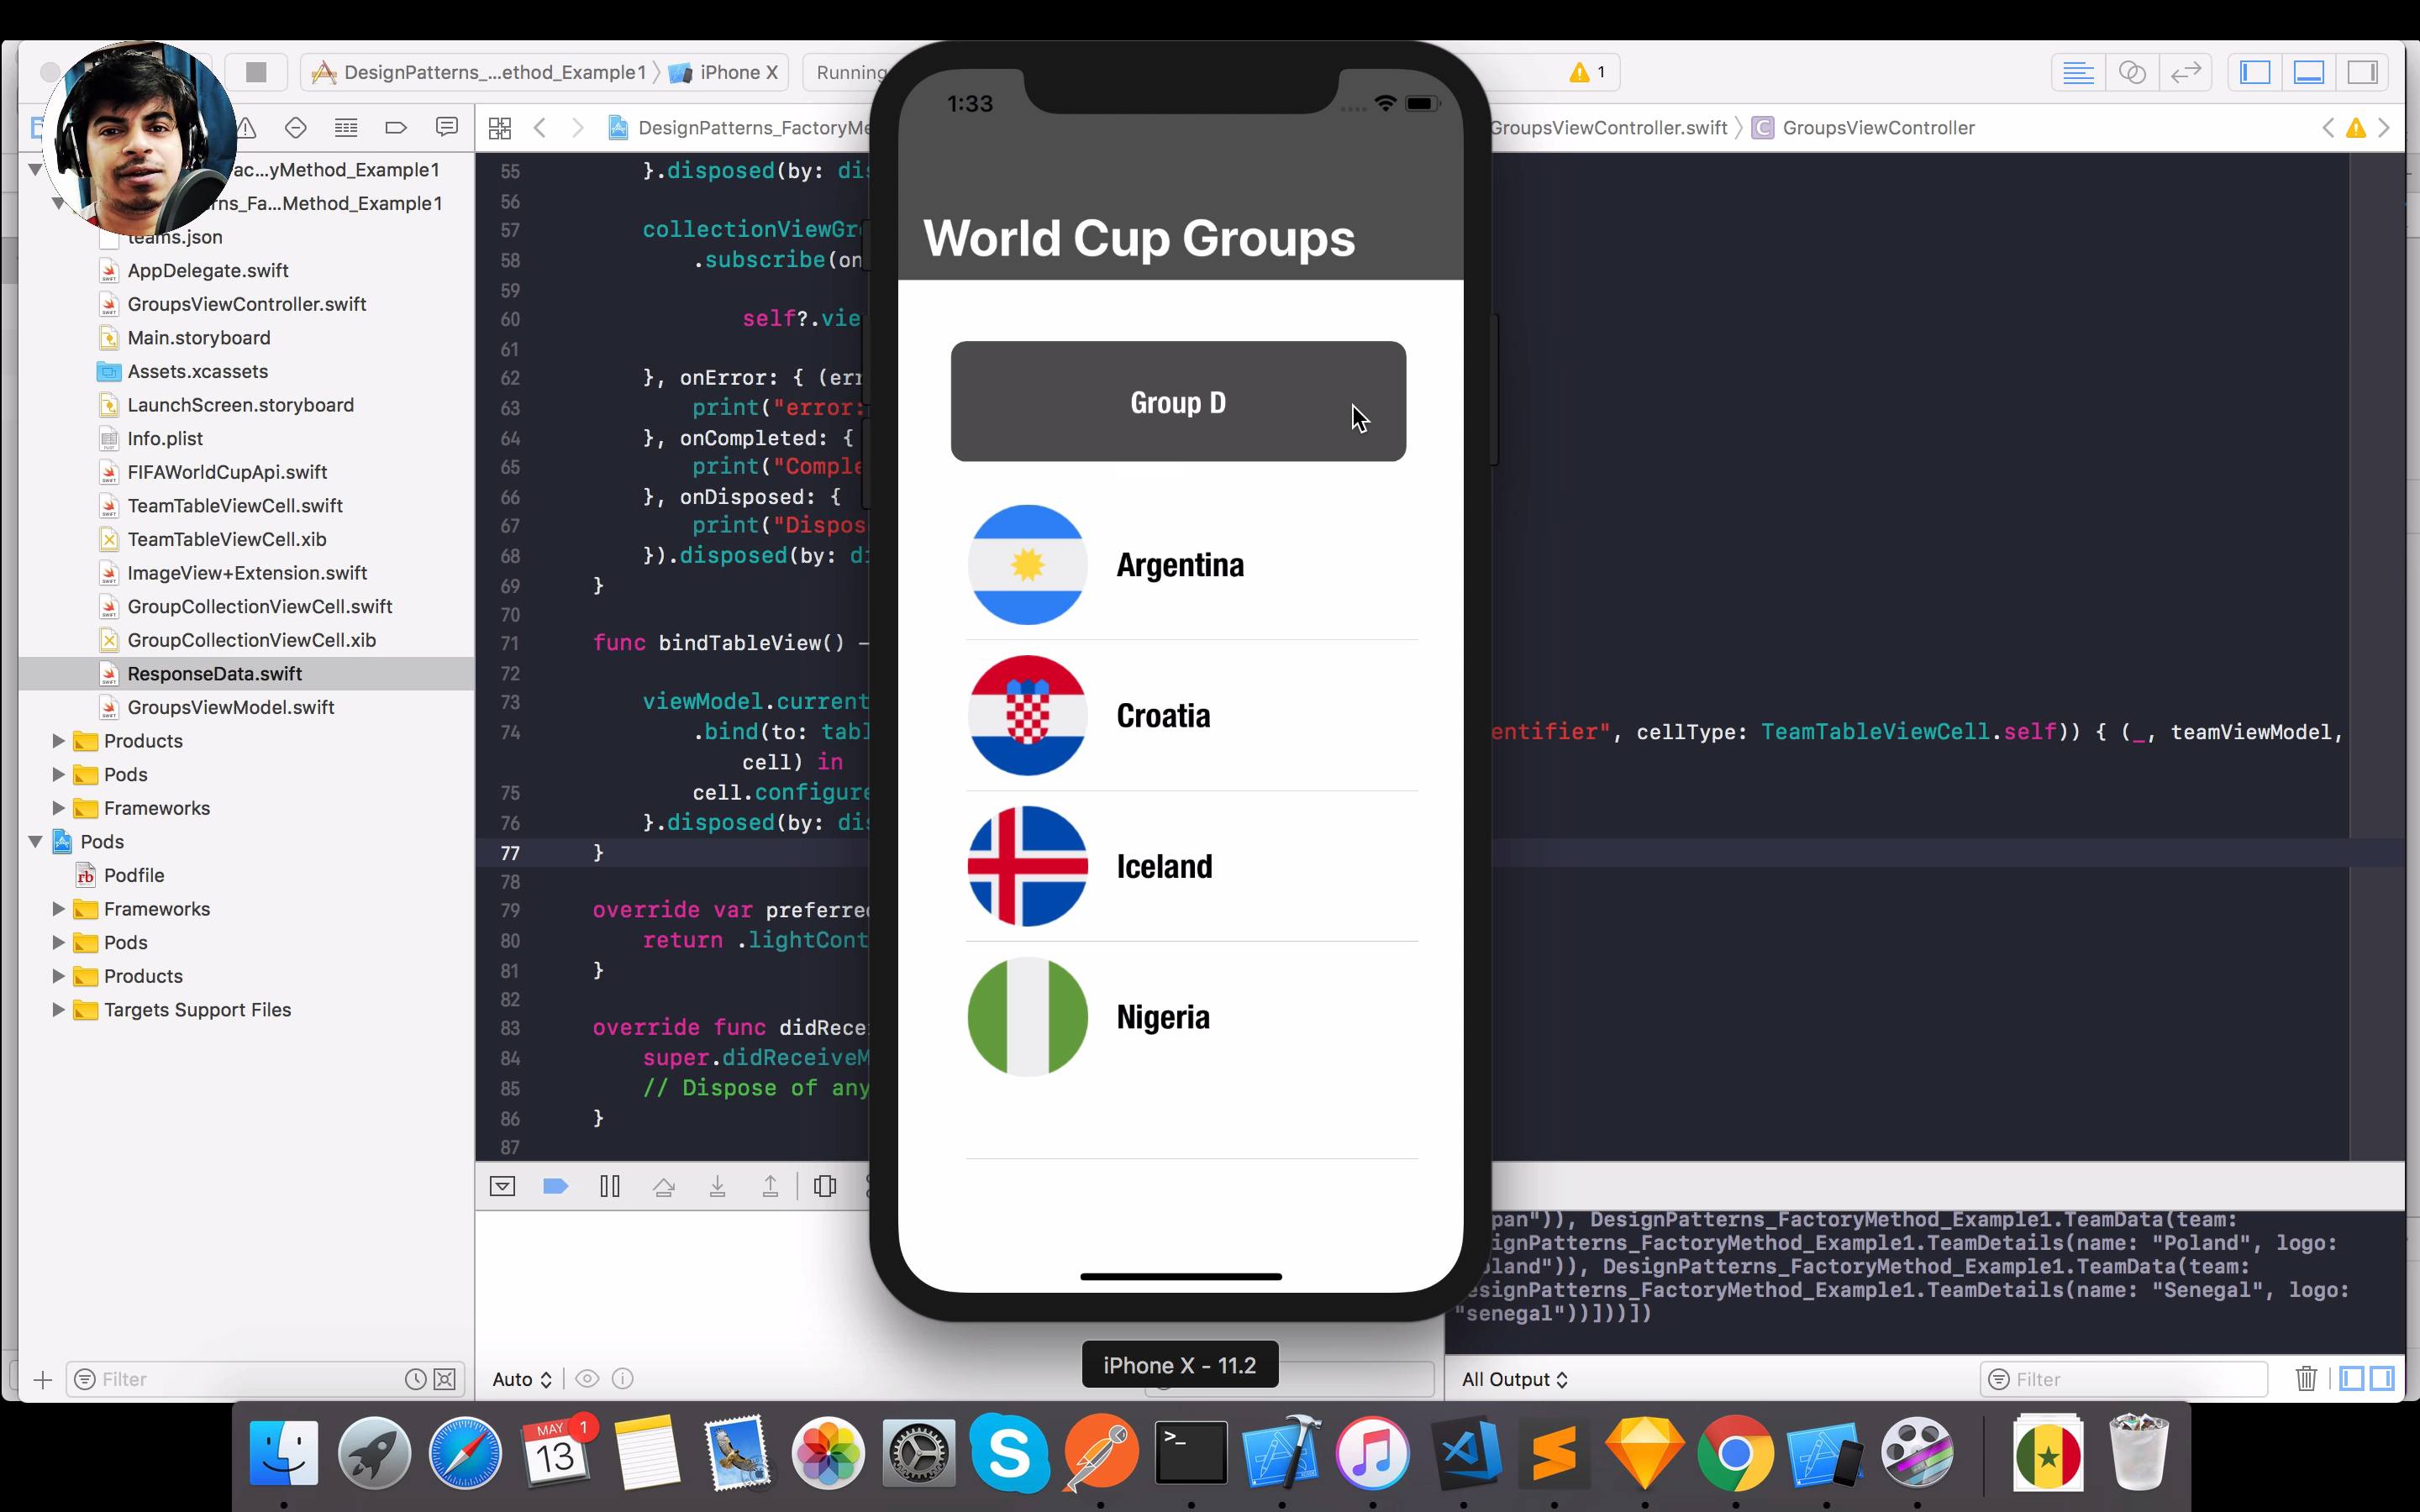 DesignPatterns_...ethod_Example1
iPhone X
Running
1
DesignPatterns_FactoryMe
GroupsViewController.swift
C
GroupsViewController
ac...yMethod_Example1
rns_Fa...Method_Example1
teams.json
AppDelegate.swift
GroupsViewController.swift
Main.storyboard
Assets.xcassets
LaunchScreen.storyboard
Info.plist
FIFAWorldCupApi.swift
TeamTableViewCell.swift
TeamTableViewCell.xib
ImageView+Extension.swift
GroupCollectionViewCell.swift
GroupCollectionViewCell.xib
ResponseData.swift
GroupsViewModel.swift
Products
Pods
Frameworks
Pods
rb Podfile
Frameworks
Pods
Products
Targets Support Files
Filter
55 }.disposed(by: dis
56
57 collectionViewGr
58 .subscribe(on
59
60 self?.vie
61
62 }, onError: { (err
63 print("error:
64 }, onCompleted: {
65 print("Comple
66 }, onDisposed: {
67 print("Dispos
68 }).disposed(by: di
69 }
70
71 func bindTableView() -
72
73 viewModel.current
74 .bind(to: tabl
entifier", cellType: TeamTableViewCell.self)) { (_, teamViewModel,
cell) in
75 cell.configure
76 }.disposed(by: dis
77 }
78
79 override var preferred
80 return .lightCont
81 }
82
83 override func didRece
84 super.didReceiveM
85 // Dispose of any
86 }
87
1:33
World Cup Groups
Group D
Argentina
Croatia
Iceland
Nigeria
iPhone X - 11.2
pan")), DesignPatterns_FactoryMethod_Example1.TeamData(team:
ignPatterns_FactoryMethod_Example1.TeamDetails(name: "Poland", logo:
land")), DesignPatterns_FactoryMethod_Example1.TeamData(team:
esignPatterns_FactoryMethod_Example1.TeamDetails(name: "Senegal", logo:
"senegal"))]))])
Auto
All Output
Filter
MAY
13
1
S
>_